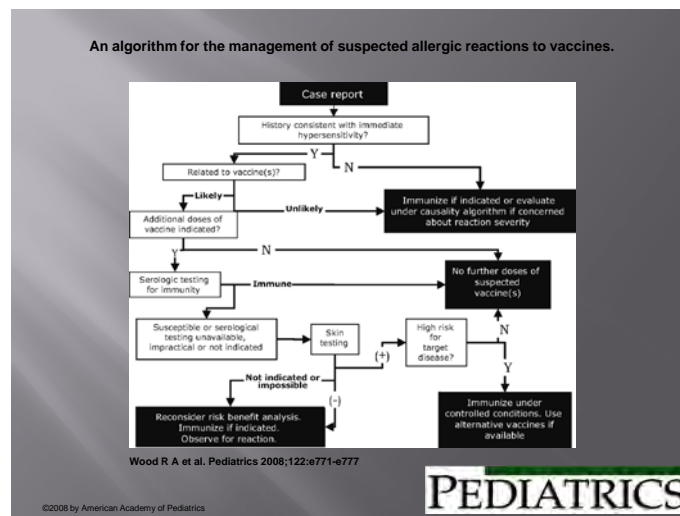 An algorithm for the management of suspected allergic reactions to vaccines.
Case report
History consistent with immediate
hypersensitivity?
Y
N
Related to vaccine(s)?
Likely
Unlikely
Immunize if indicated or evaluate
under causality algorithm if concerned
about reaction severity
Additional doses of
vaccine indicated?
N
Y
Serologic testing
for immunity
Immune
No further doses of
suspected
vaccine(s)
Susceptible or serological
testing unavailable,
impractical or not indicated
Skin
testing
(+)
High risk
for
target
disease?
N
Y
Not indicated or
impossible
(-)
Reconsider risk benefit analysis.
Immunize if indicated.
Observe for reaction.
Immunize under
controlled conditions. Use
alternative vaccines if
available
Wood R A et al. Pediatrics 2008;122:e771-e777
©2008 by American Academy of Pediatrics
PEDIATRICS